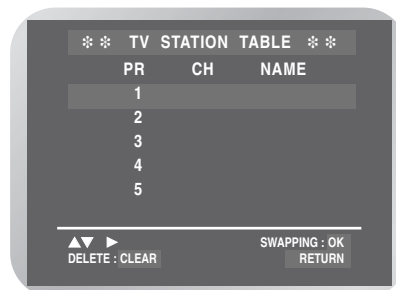 ❇❇ TV STATION TABLE ❇❇
PR CH NAME
1
2
3
4
5
▲▼ ► SWAPPING : OK
DELETE : CLEAR RETURN